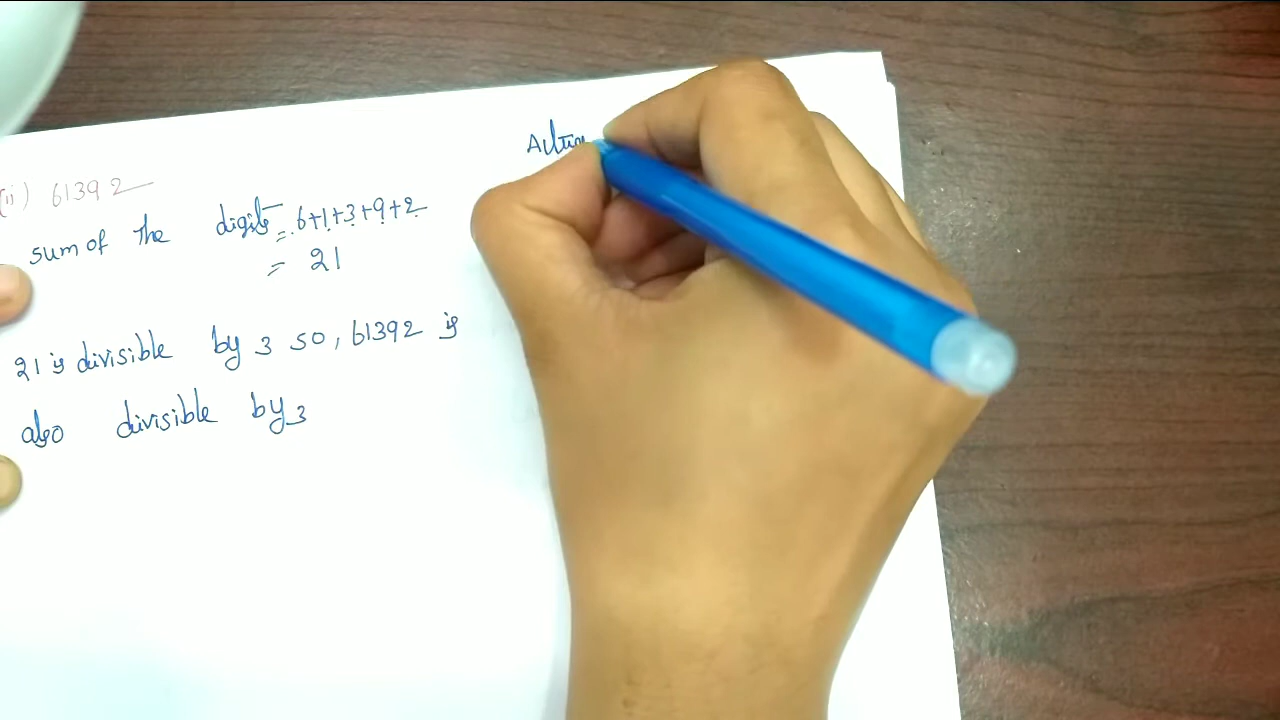 (ii) 61392
sum of the digits = 6+1+3+9+2
= 21
21 is divisible by 3 so, 61392 is
also divisible by 3